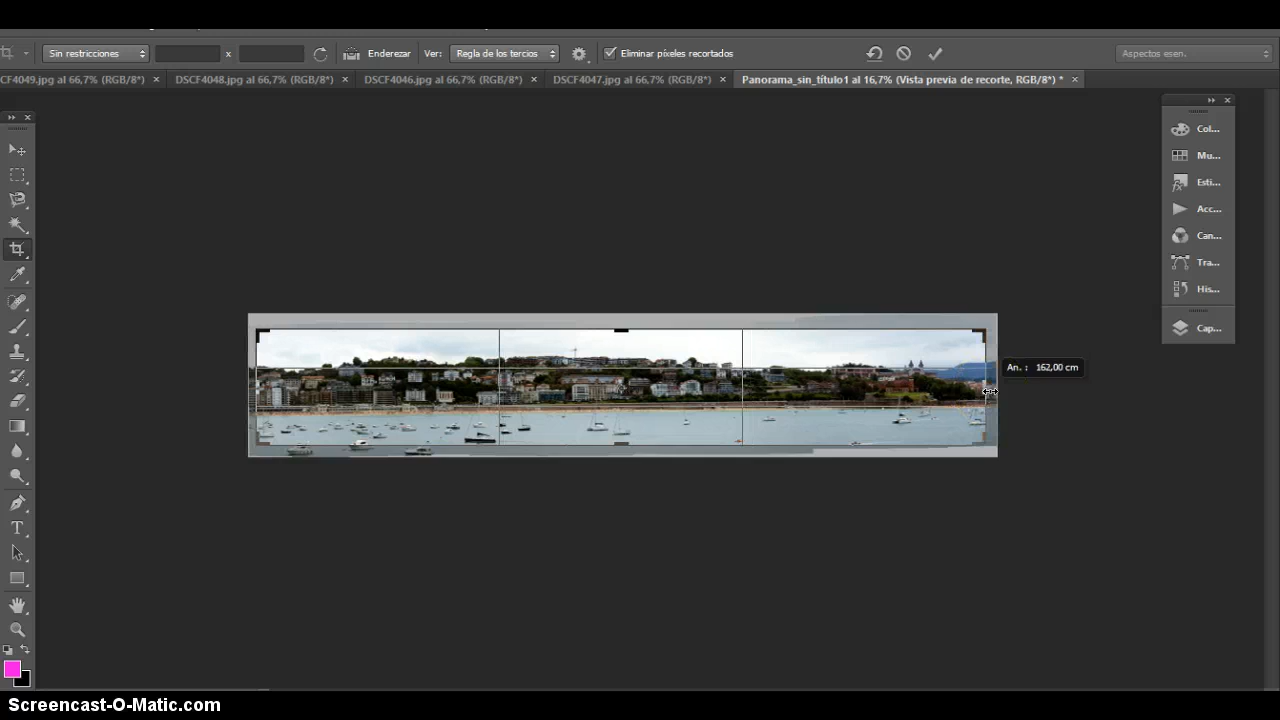 Sin restricciones x Enderezar Ver: Regla de los tercios Eliminar píxeles recortados Aspectos esen.
CF4049.jpg al 66,7% (RGB/8*) × DSCF4048.jpg al 66,7% (RGB/8*) × DSCF4046.jpg al 66,7% (RGB/8*) × DSCF4047.jpg al 66,7% (RGB/8*) × Panorama_sin_título1 al 16,7% (Vista previa de recorte, RGB/8*) * ×
Col...
Mu...
Esti...
Acc...
Can...
Tra...
His...
Cap...
An. : 162,00 cm
Screencast-O-Matic.com